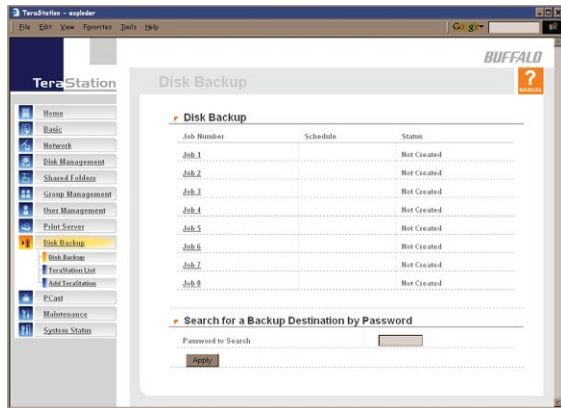 TeraStation - exploder
File Edit View Favorites Tools Help
Google
BUFFALO
TeraStation
Disk Backup
?
MANUAL
Home
Basic
Network
Disk Management
Shared Folders
Group Management
User Management
Print Server
Disk Backup
Disk Backup
TeraStation List
Add TeraStation
PCast
Maintenance
System Status
Disk Backup
Job Number Schedule Status
Job 1 Not Created
Job 2 Not Created
Job 3 Not Created
Job 4 Not Created
Job 5 Not Created
Job 6 Not Created
Job 7 Not Created
Job 8 Not Created
Search for a Backup Destination by Password
Password to Search
Apply